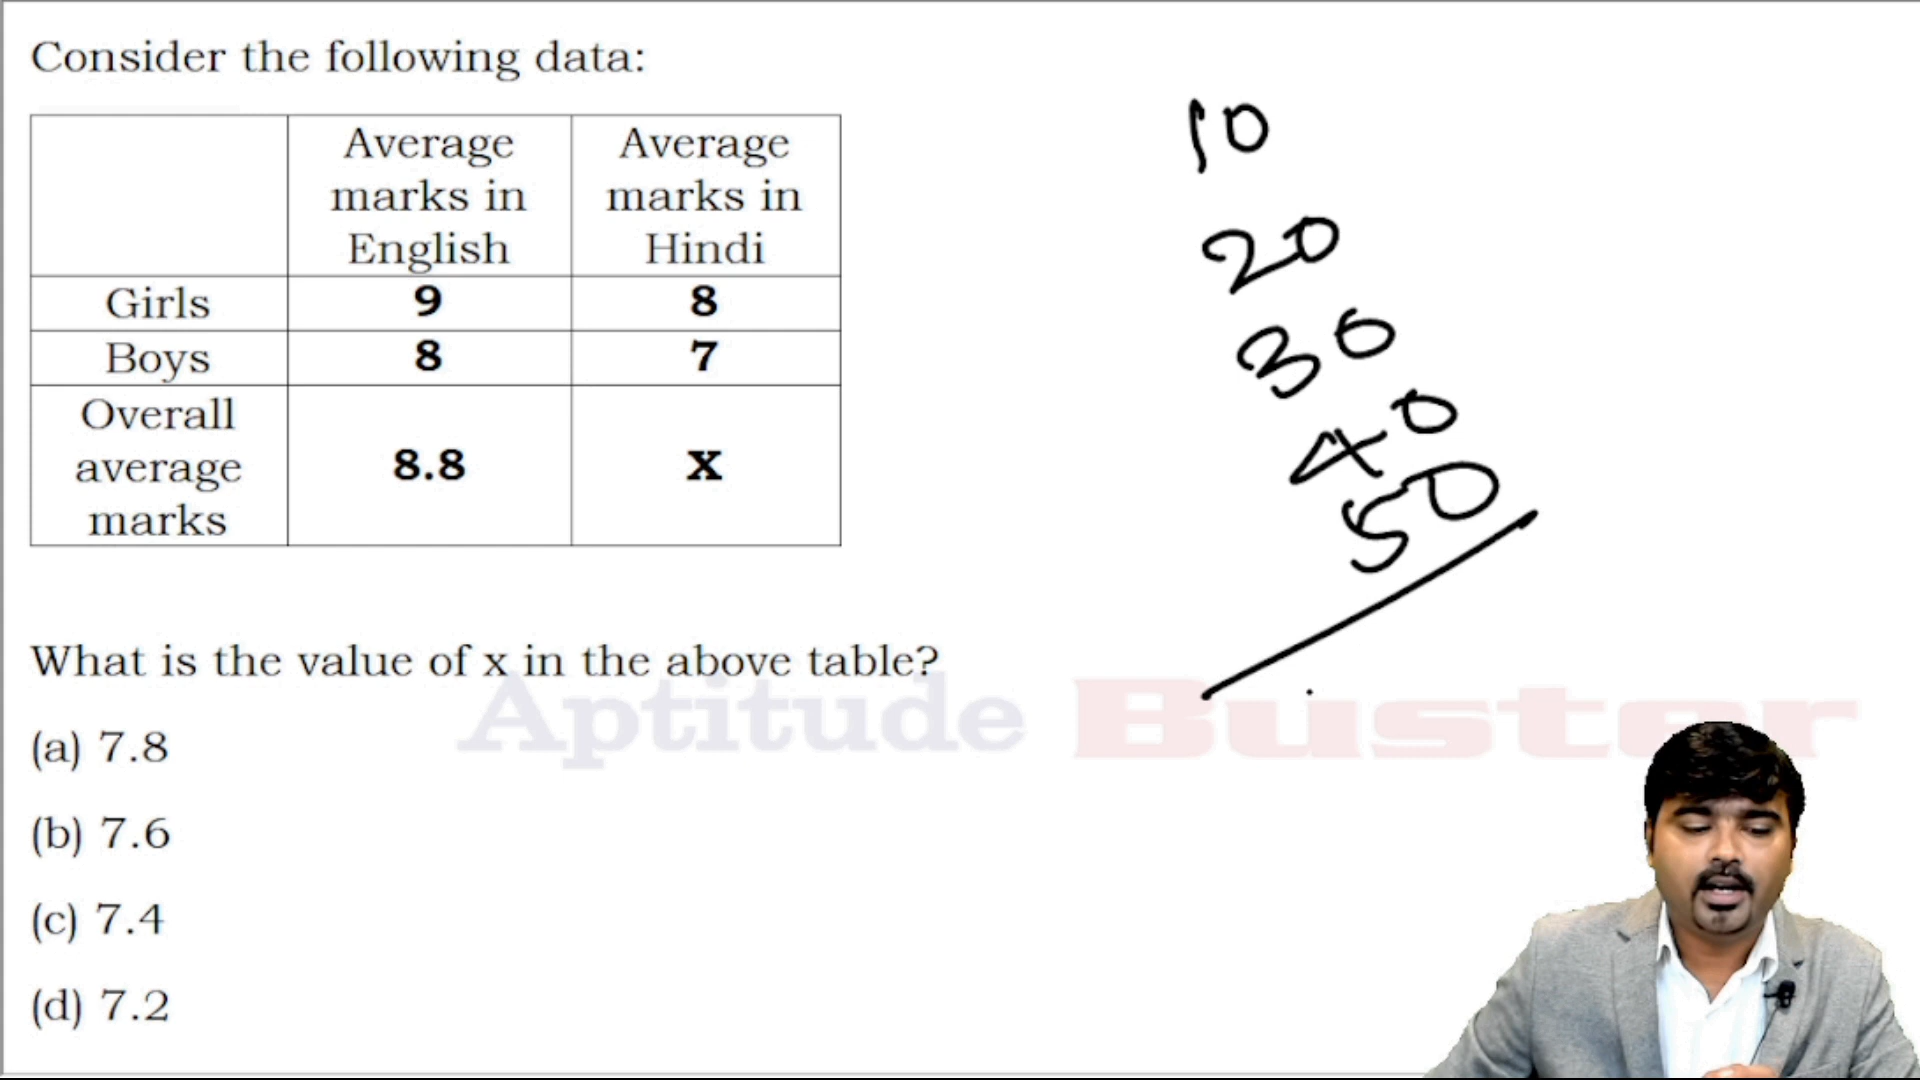 Consider the following data:
Average marks in English
Average marks in Hindi
Girls 9 8
Boys 8 7
Overall average marks 8.8 x
What is the value of x in the above table?
(a) 7.8
(b) 7.6
(c) 7.4
(d) 7.2
10
20
30
40
50
Aptitude Buster